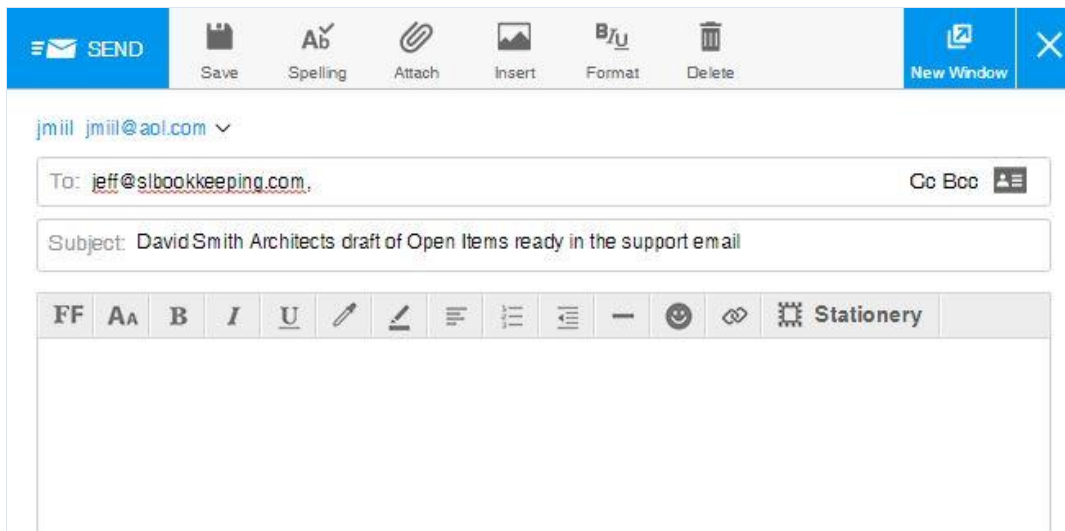 SEND
Save
Spelling
Attach
Insert
Format
Delete
New Window
jmiil jmiil@aol.com
To: jeff@slbookkeeping.com, Cc Bcc
Subject: David Smith Architects draft of Open Items ready in the support email
FF AA B I U Stationery